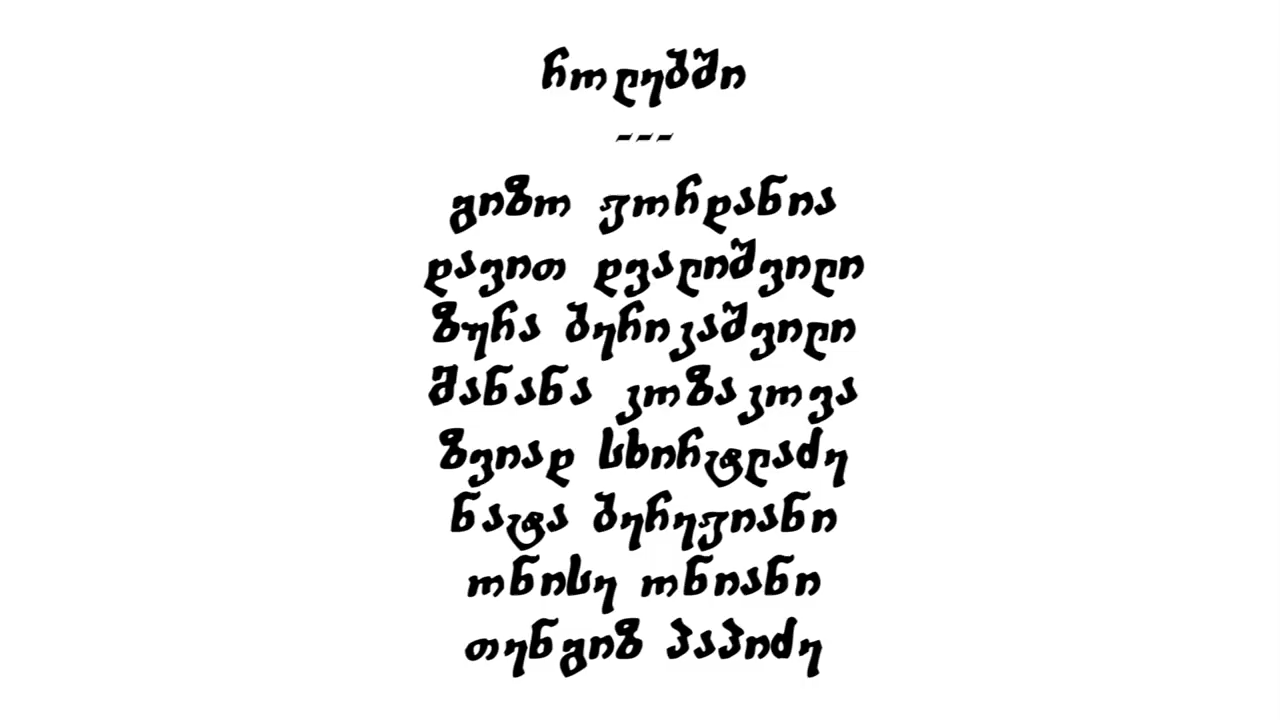 როლებში
---
გიზო ჟორდანია
დავით დვალიშვილი
ზურა ბერიკაშვილი
მანანა კოზაკოვა
ზვიად სხირტლაძე
ნატა ბერეჟიანი
ონისე ონიანი
თენგიზ პაპიძე